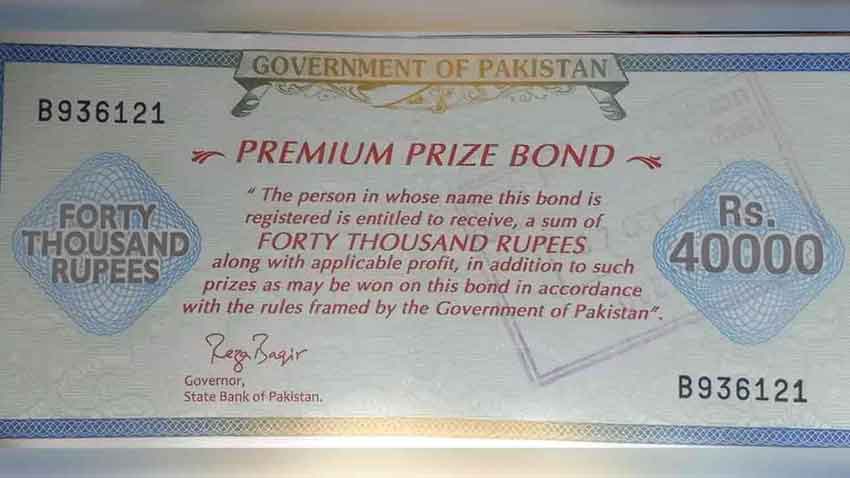 GOVERNMENT OF PAKISTAN
B936121
PREMIUM PRIZE BOND
FORTY
THOUSAND
RUPEES
" The person in whose name this bond is
registered is entitled to receive, a sum of
FORTY THOUSAND RUPEES
along with applicable profit, in addition to such
prizes as may be won on this bond in accordance
with the rules framed by the Government of Pakistan".
Rs.
40000
Reza Baqir
Governor,
State Bank of Pakistan.
B936121